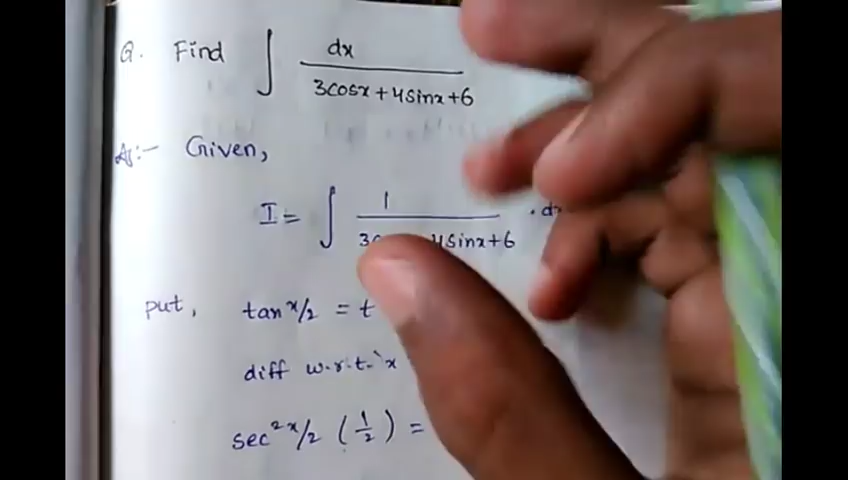 Q. Find ∫ dx / 3cosx+4sinx+6
A:- Given,
I = ∫ 1 / 4sinx+6 .
put, tan x/2 = t
diff w.r.t. x
sec² x/2 (1/2) =